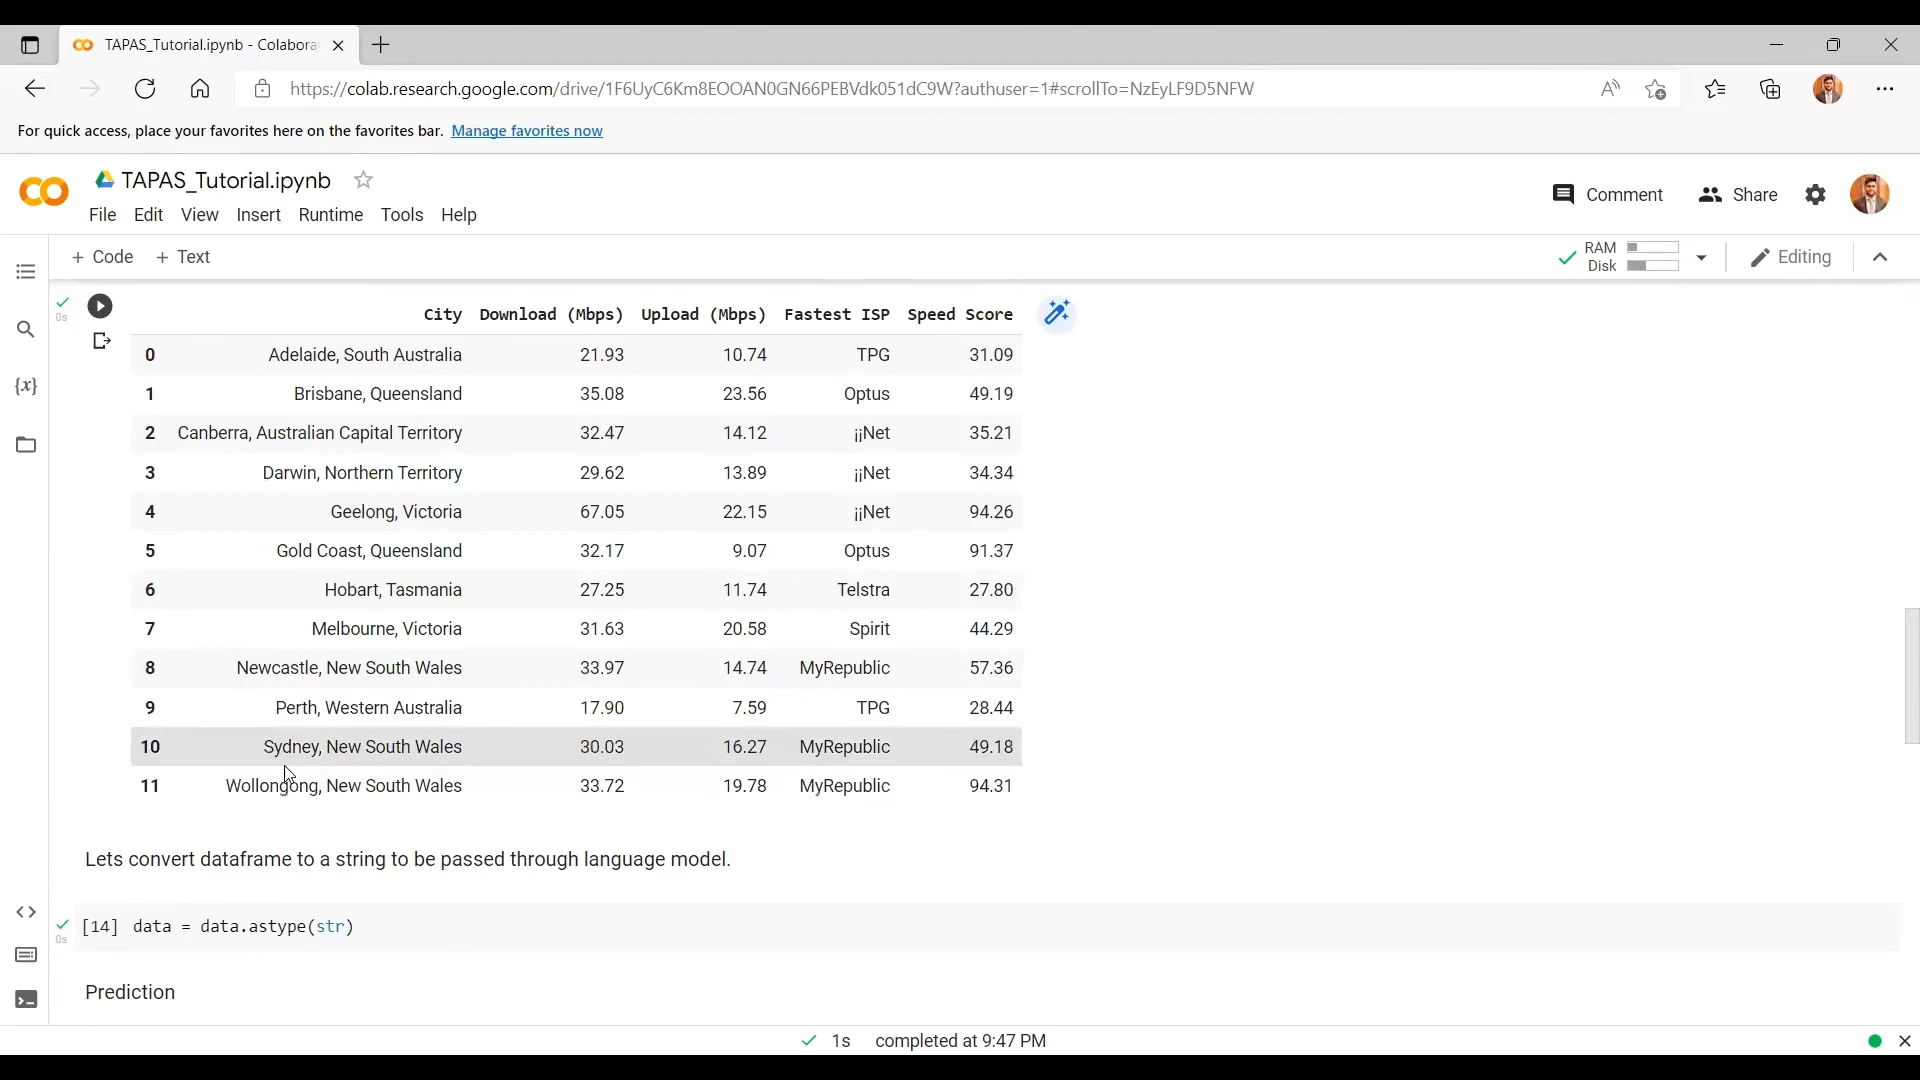 TAPAS_Tutorial.ipynb - Colabora
https://colab.research.google.com/drive/1F6UyC6Km8EOOAN0GN66PEBVdk051dC9W?authuser=1#scrollTo=NzEyLF9D5NFW
For quick access, place your favorites here on the favorites bar. Manage favorites now
TAPAS_Tutorial.ipynb
Comment Share
File Edit View Insert Runtime Tools Help
+ Code + Text
RAM
Disk
Editing
City Download (Mbps) Upload (Mbps) Fastest ISP Speed Score
0s
0 Adelaide, South Australia 21.93 10.74 TPG 31.09
1 Brisbane, Queensland 35.08 23.56 Optus 49.19
2 Canberra, Australian Capital Territory 32.47 14.12 ¡¡Net 35.21
3 Darwin, Northern Territory 29.62 13.89 ¡¡Net 34.34
4 Geelong, Victoria 67.05 22.15 ¡¡Net 94.26
5 Gold Coast, Queensland 32.17 9.07 Optus 91.37
6 Hobart, Tasmania 27.25 11.74 Telstra 27.80
7 Melbourne, Victoria 31.63 20.58 Spirit 44.29
8 Newcastle, New South Wales 33.97 14.74 MyRepublic 57.36
9 Perth, Western Australia 17.90 7.59 TPG 28.44
10 Sydney, New South Wales 30.03 16.27 MyRepublic 49.18
11 Wollongong, New South Wales 33.72 19.78 MyRepublic 94.31
Lets convert dataframe to a string to be passed through language model.
[14] data = data.astype(str)
0s
Prediction
1s completed at 9:47 PM